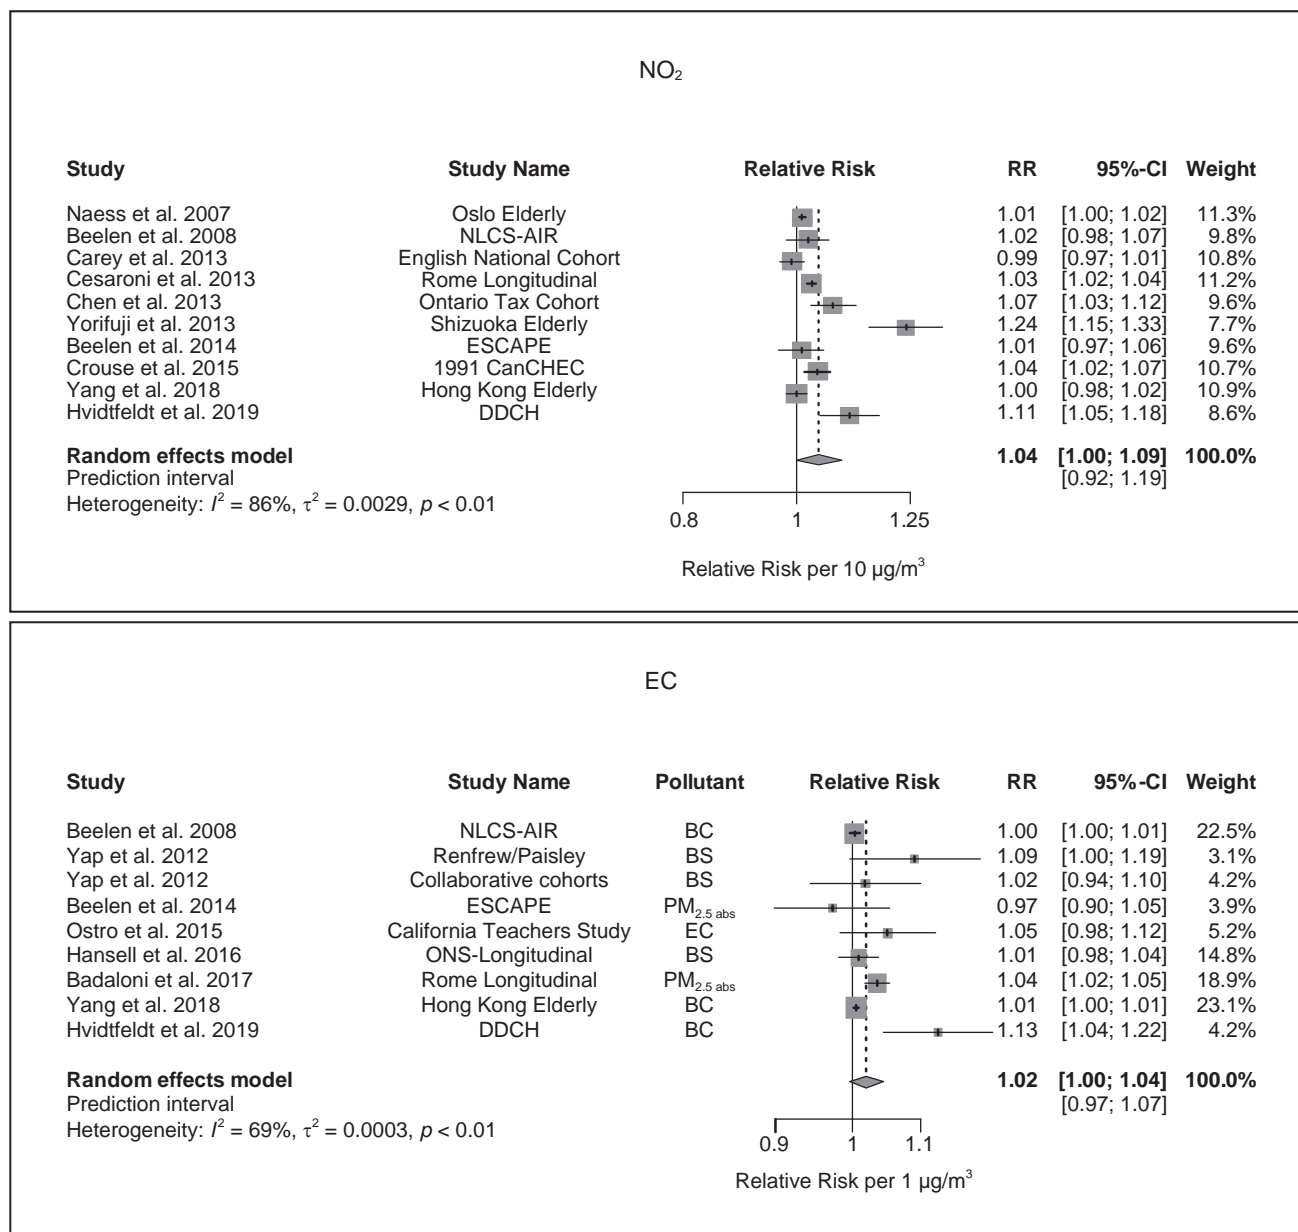 NO₂
Study Study Name Relative Risk RR 95%-CI Weight
Naess et al. 2007 Oslo Elderly 1.01 [1.00; 1.02] 11.3%
Beelen et al. 2008 NLCS-AIR 1.02 [0.98; 1.07] 9.8%
Carey et al. 2013 English National Cohort 0.99 [0.97; 1.01] 10.8%
Cesaroni et al. 2013 Rome Longitudinal 1.03 [1.02; 1.04] 11.2%
Chen et al. 2013 Ontario Tax Cohort 1.07 [1.03; 1.12] 9.6%
Yorifuji et al. 2013 Shizuoka Elderly 1.24 [1.15; 1.33] 7.7%
Beelen et al. 2014 ESCAPE 1.01 [0.97; 1.06] 9.6%
Crouse et al. 2015 1991 CanCHEC 1.04 [1.02; 1.07] 10.7%
Yang et al. 2018 Hong Kong Elderly 1.00 [0.98; 1.02] 10.9%
Hvidtfeldt et al. 2019 DDCH 1.11 [1.05; 1.18] 8.6%
Random effects model 1.04 [1.00; 1.09] 100.0%
Prediction interval [0.92; 1.19]
Heterogeneity: I² = 86%, τ² = 0.0029, p < 0.01
0.8 1 1.25
Relative Risk per 10 µg/m³
EC
Study Study Name Pollutant Relative Risk RR 95%-CI Weight
Beelen et al. 2008 NLCS-AIR BC 1.00 [1.00; 1.01] 22.5%
Yap et al. 2012 Renfrew/Paisley BS 1.09 [1.00; 1.19] 3.1%
Yap et al. 2012 Collaborative cohorts BS 1.02 [0.94; 1.10] 4.2%
Beelen et al. 2014 ESCAPE PM2.5 abs 0.97 [0.90; 1.05] 3.9%
Ostro et al. 2015 California Teachers Study EC 1.05 [0.98; 1.12] 5.2%
Hansell et al. 2016 ONS-Longitudinal BS 1.01 [0.98; 1.04] 14.8%
Badaloni et al. 2017 Rome Longitudinal PM2.5 abs 1.04 [1.02; 1.05] 18.9%
Yang et al. 2018 Hong Kong Elderly BC 1.01 [1.00; 1.01] 23.1%
Hvidtfeldt et al. 2019 DDCH BC 1.13 [1.04; 1.22] 4.2%
Random effects model 1.02 [1.00; 1.04] 100.0%
Prediction interval [0.97; 1.07]
Heterogeneity: I² = 69%, τ² = 0.0003, p < 0.01
0.9 1 1.1
Relative Risk per 1 µg/m³